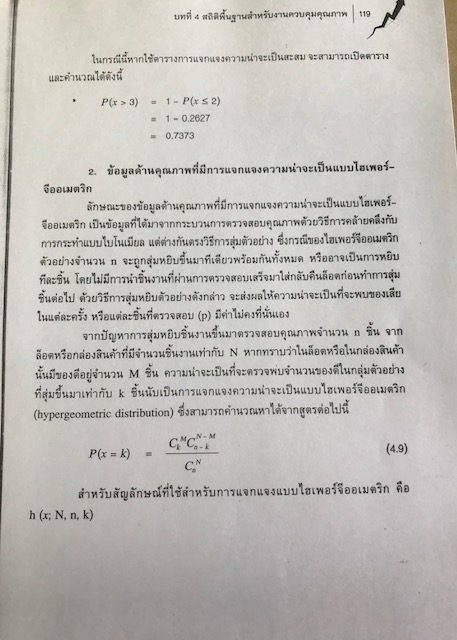 บทที่ 4 สถิติพื้นฐานสำหรับงานควบคุมคุณภาพ | 119
ในกรณีนี้หากใช้ตารางการแจกแจงความน่าจะเป็นสะสม จะสามารถเปิดตาราง
และคำนวณได้ดังนี้
P(x > 3) = 1 – P(x ≤ 2)
= 1 – 0.2627
= 0.7373
2. ข้อมูลด้านคุณภาพที่มีการแจกแจงความน่าจะเป็นแบบไฮเพอร์-
จีออเมตริก
ลักษณะของข้อมูลด้านคุณภาพที่มีการแจกแจงความน่าจะเป็นแบบไฮเพอร์-
จีออเมตริก เป็นข้อมูลที่ได้มาจากกระบวนการตรวจสอบคุณภาพด้วยวิธีการคล้ายคลึงกับ
การกระทำแบบไบโนเมียล แต่ต่างกันตรงวิธีการสุ่มตัวอย่าง ซึ่งกรณีของไฮเพอร์จีออเมตริก
ตัวอย่างจำนวน n จะถูกสุ่มหยิบขึ้นมาทีเดียวพร้อมกันทั้งหมด หรืออาจเป็นการหยิบ
ทีละชิ้น โดยไม่มีการนำชิ้นงานที่ผ่านการตรวจสอบเสร็จมาใส่กลับคืนล็อตก่อนทำการสุ่ม
ชิ้นต่อไป ด้วยวิธีการสุ่มหยิบตัวอย่างดังกล่าว จะส่งผลให้ความน่าจะเป็นที่จะพบของเสีย
ในแต่ละครั้ง หรือแต่ละชิ้นที่ตรวจสอบ (p) มีค่าไม่คงที่นั่นเอง
จากปัญหาการสุ่มหยิบชิ้นงานขึ้นมาตรวจสอบคุณภาพจำนวน n ชิ้น จาก
ล็อตหรือกล่องสินค้าที่มีจำนวนชิ้นงานเท่ากับ N หากทราบว่าในล็อตหรือในกล่องสินค้า
นั้นมีของดีอยู่จำนวน M ชิ้น ความน่าจะเป็นที่จะตรวจพบจำนวนของดีในกลุ่มตัวอย่าง
ที่สุ่มขึ้นมาเท่ากับ k ชิ้นนับเป็นการแจกแจงความน่าจะเป็นแบบไฮเพอร์จีออเมตริก
(hypergeometric distribution) ซึ่งสามารถคำนวณหาได้จากสูตรต่อไปนี้
P(x = k) = C_k^M C_{n-k}^{N-M} / C_n^N (4.9)
สำหรับสัญลักษณ์ที่ใช้สำหรับการแจกแจงแบบไฮเพอร์จีออเมตริก คือ
h (x; N, n, k)